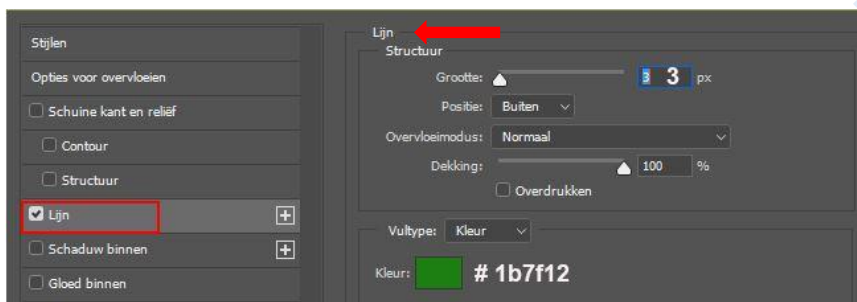 Stijlen
Opties voor overvloeien
Schuine kant en reliëf
Contour
Structuur
Lijn
Schaduw binnen
Gloed binnen
Lijn
Structuur
Grootte: 3 3 px
Positie: Buiten
Overvloeimodus: Normaal
Dekking: 100 %
Overdrukken
Vultype: Kleur
Kleur: # 1b7f12